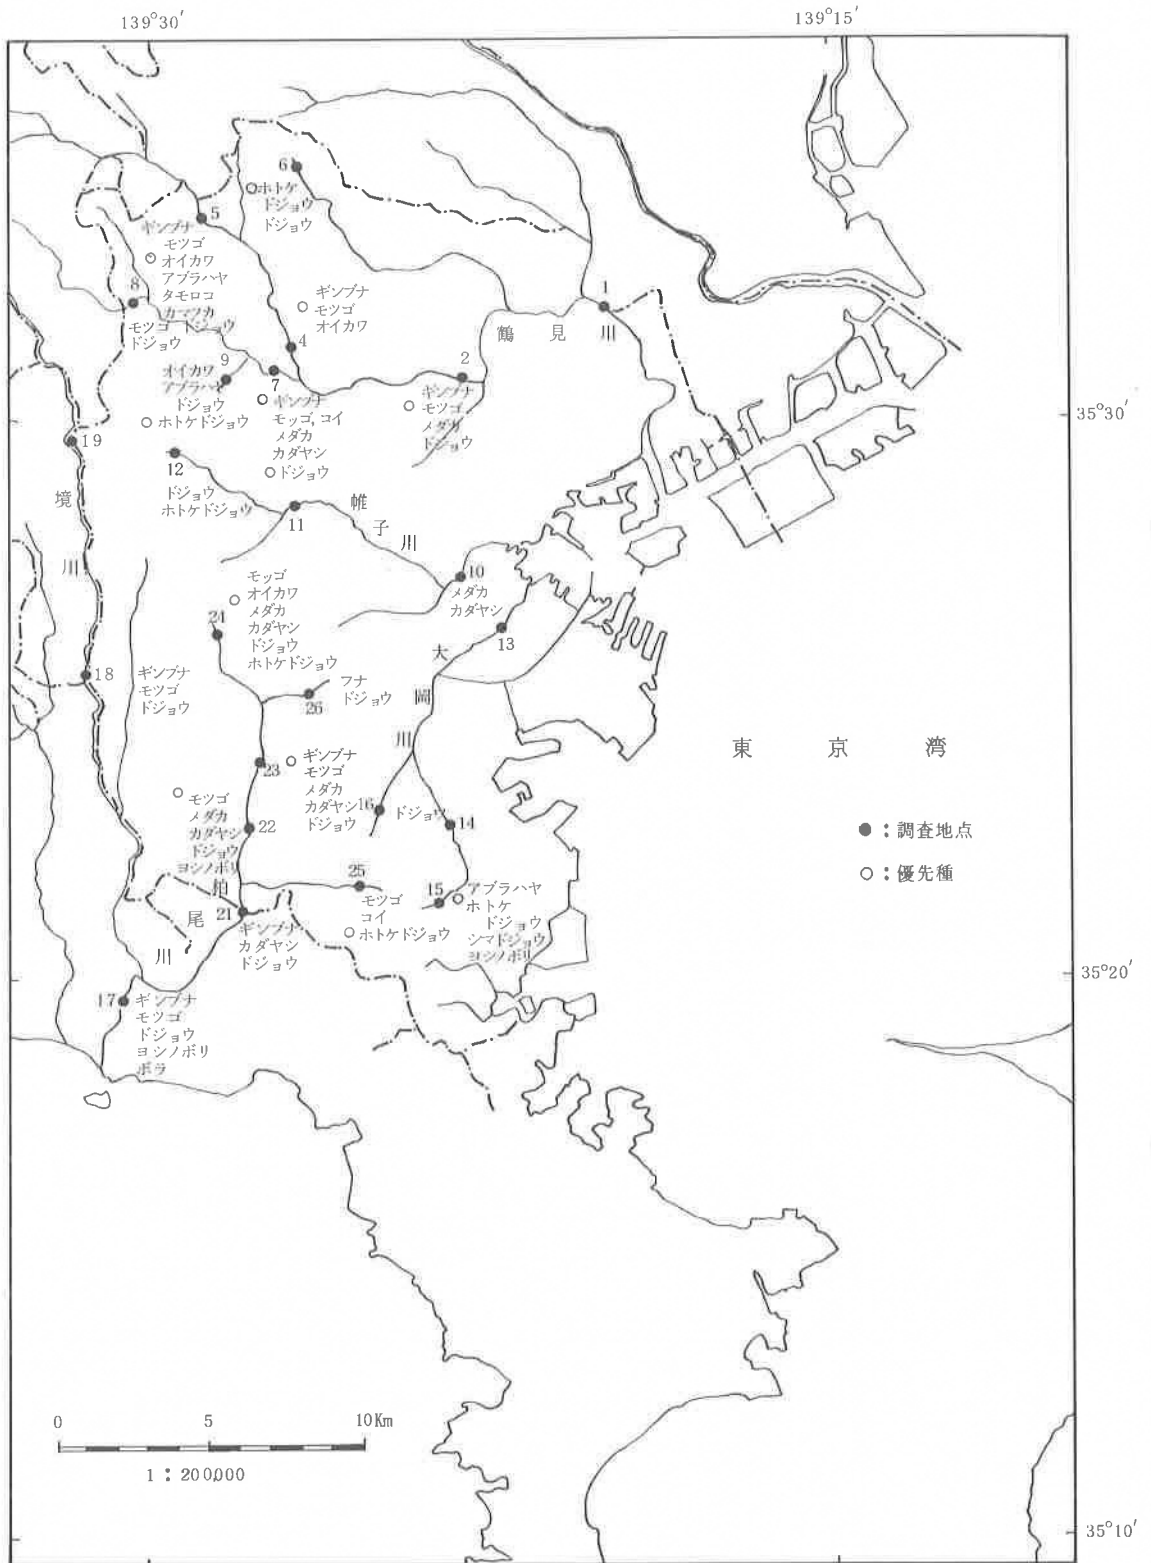 139°30′
139°15′
6
ホトケ
ドジョウ
ドジョウ
5
ギンブナ
モツゴ
オイカワ
アブラハヤ
タモロコ
カマツカ
ドジョウ
8
モツゴ
ドジョウ
ギンブナ
モツゴ
オイカワ
4
1
鶴見川
2
ギンブナ
モツゴ
メダカ
ドジョウ
9
オイカワ
アブラハヤ
ドジョウ
ホトケドジョウ
7
ギンブナ
モッゴ,コイ
メダカ
カダヤシ
ドジョウ
35°30′
19
12
ドジョウ
ホトケドジョウ
11
帷子川
境川
10
メダカ
カダヤシ
13
モッゴ
オイカワ
メダカ
カダヤシ
ドジョウ
ホトケドジョウ
24
大岡川
18
ギンブナ
モツゴ
ドジョウ
フナ
ドジョウ
26
東京湾
23
ギンブナ
モツゴ
メダカ
カダヤシ
ドジョウ
16
ドジョウ
14
モツゴ
メダカ
カダヤシ
ドジョウ
ヨシノボリ
22
●:調査地点
○:優先種
25
モツゴ
コイ
ホトケドジョウ
15
アブラハヤ
ホトケ
ドジョウ
シマドジョウ
ヨシノボリ
柏尾川
21
ギンブナ
カダヤシ
ドジョウ
35°20′
17
ギンブナ
モツゴ
ドジョウ
ヨシノボリ
ボラ
0 5 10Km
1:200,000
35°10′